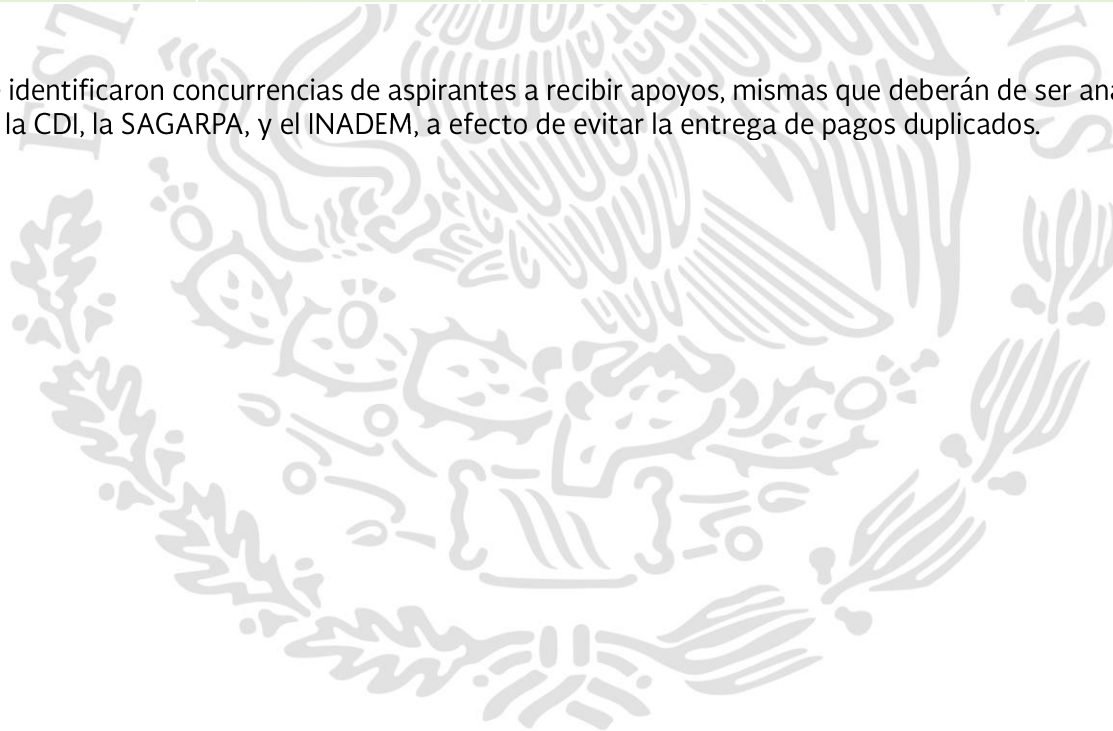 identificaron concurrencias de aspirantes a recibir apoyos, mismas que deberán de ser
la CDI, la SAGARPA, y el INADEM, a efecto de evitar la entrega de pagos duplicados.